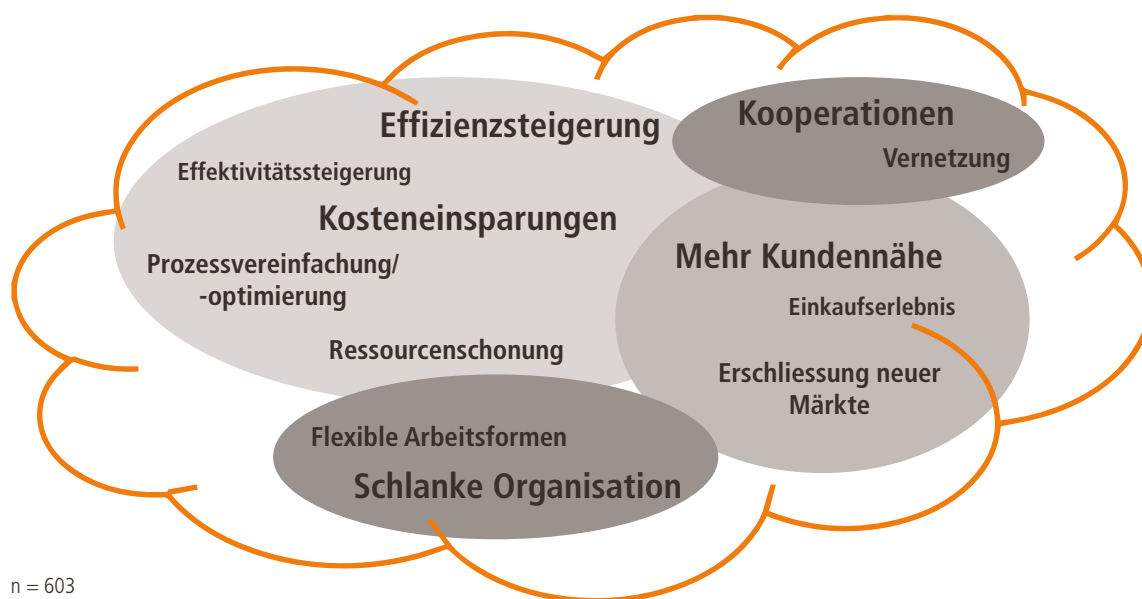 Effizienzsteigerung
Effektivitätssteigerung
Kosteneinsparungen
Prozessvereinfachung/
-optimierung
Ressourcenschonung
Kooperationen
Vernetzung
Mehr Kundennähe
Einkaufserlebnis
Erschliessung neuer
Märkte
Flexible Arbeitsformen
Schlanke Organisation
n = 603